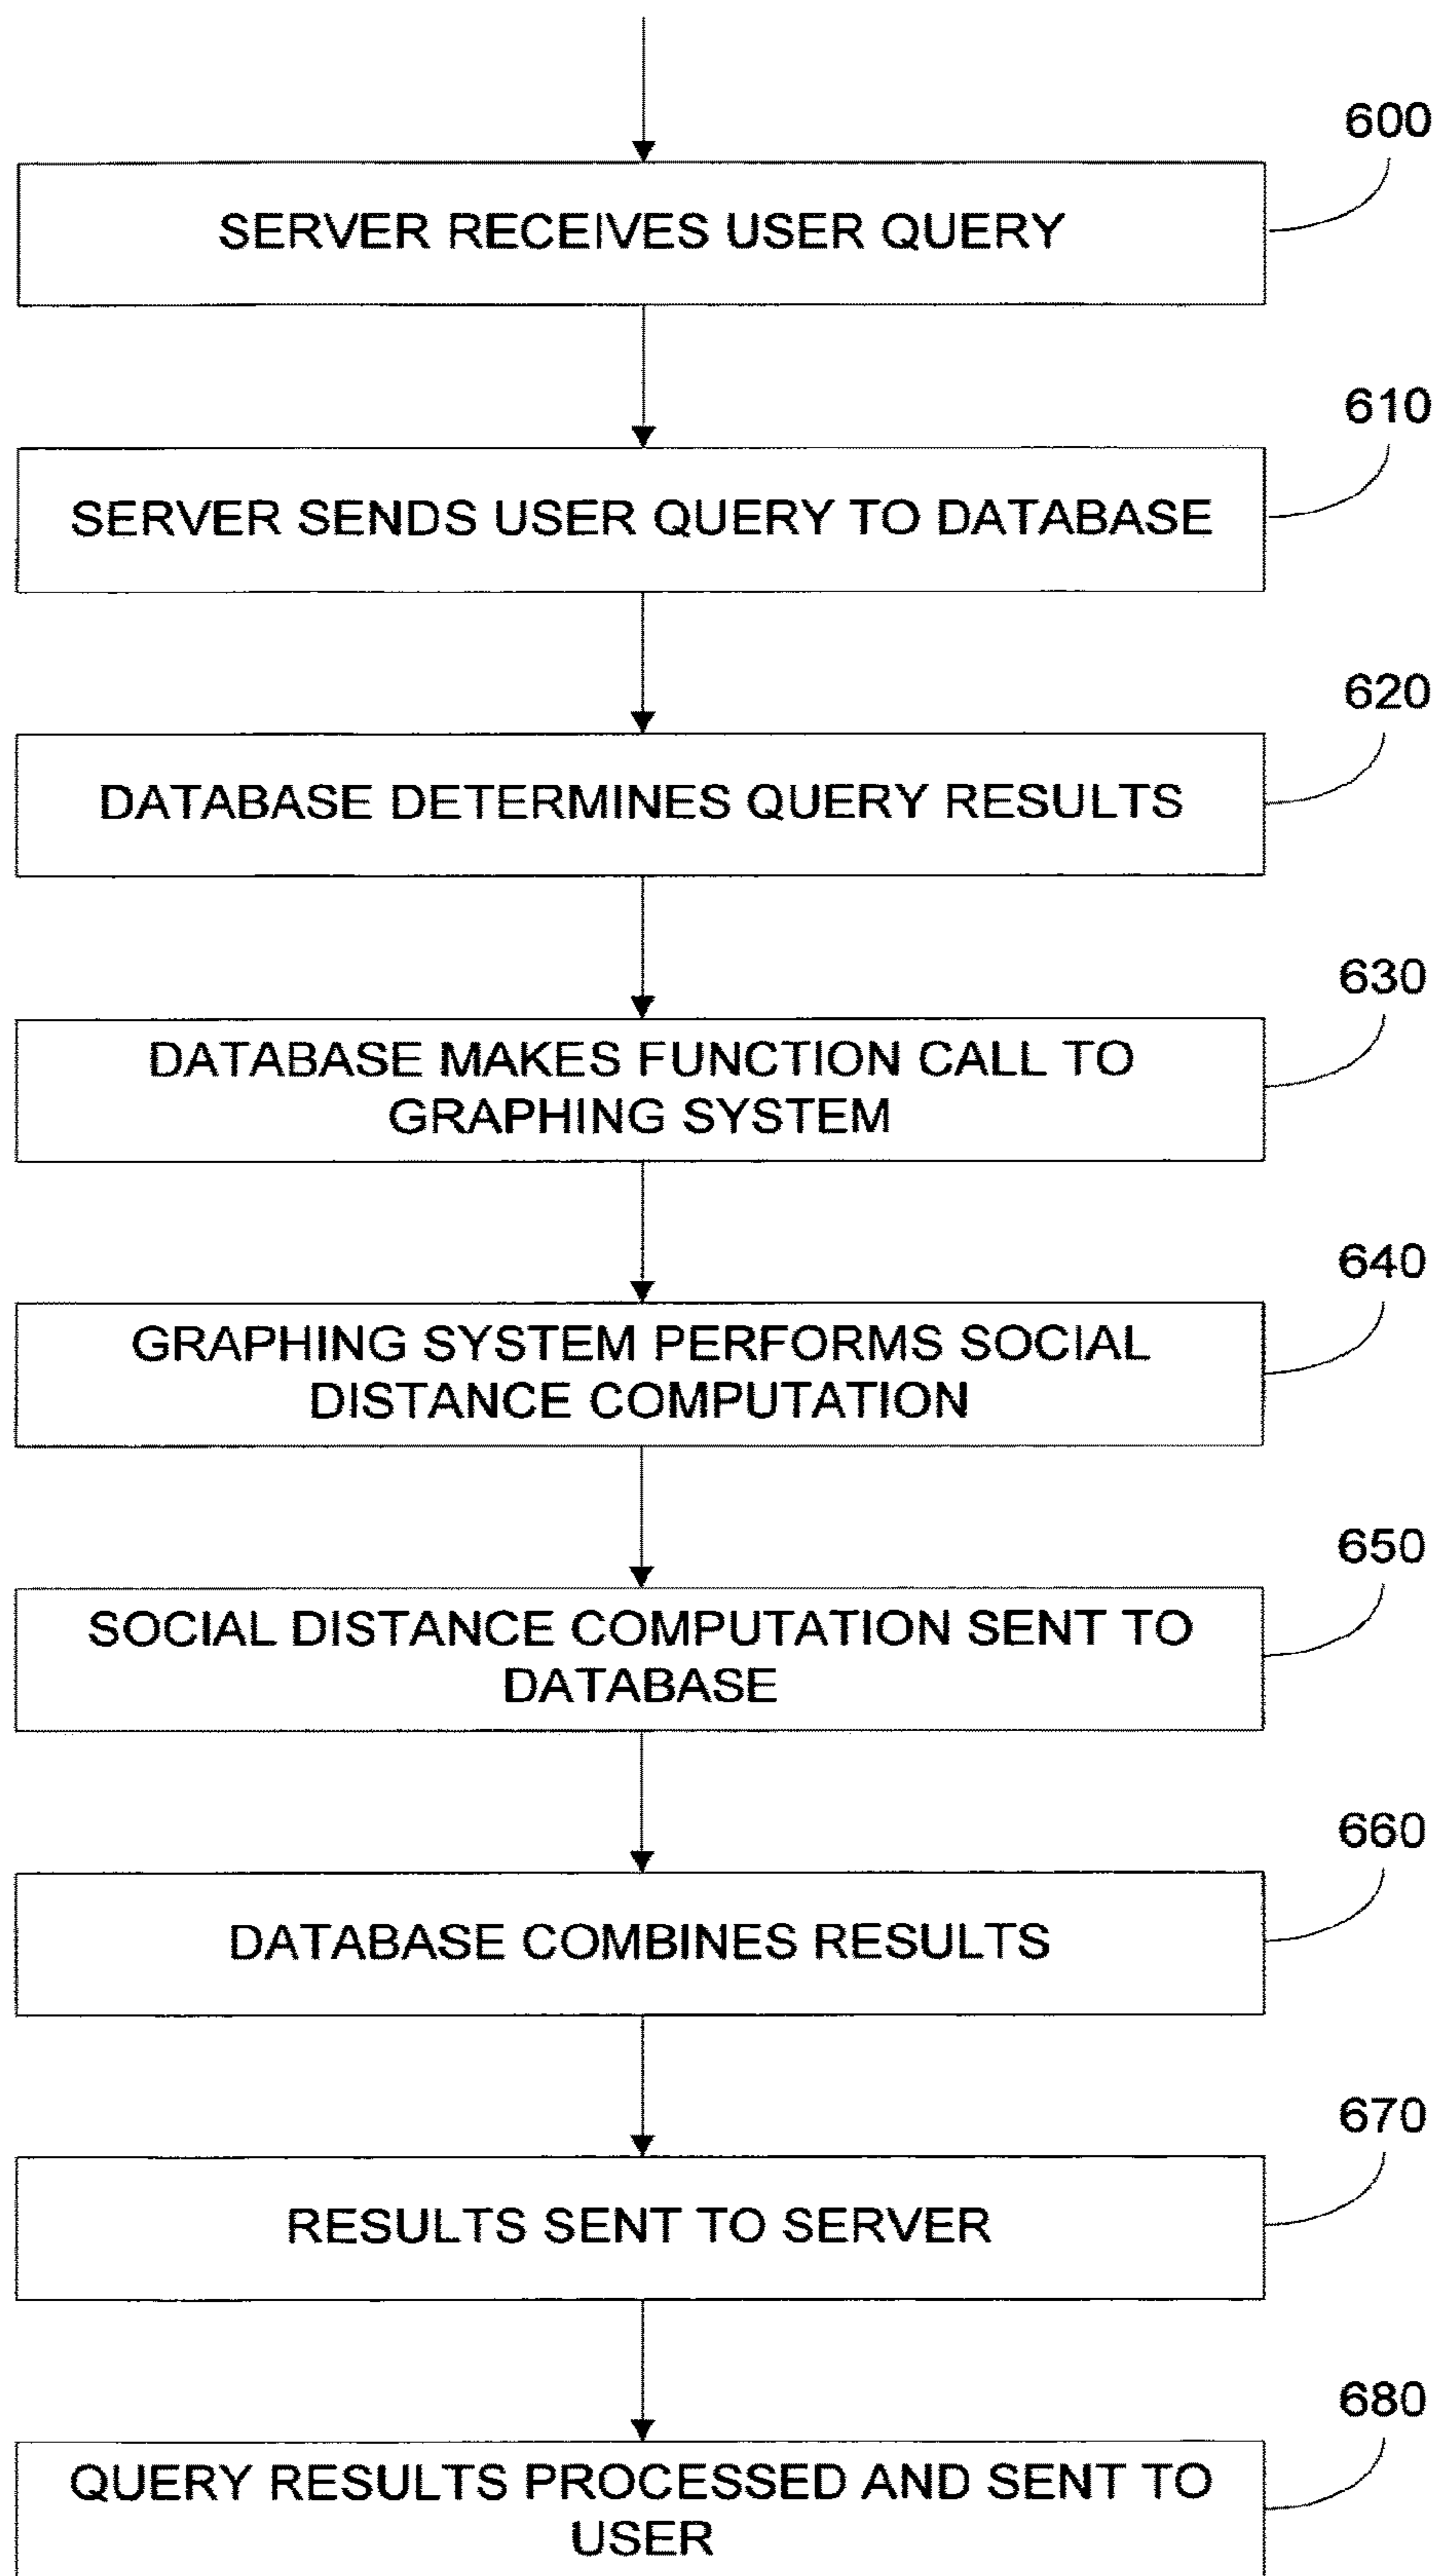 600
SERVER RECEIVES USER QUERY
610
SERVER SENDS USER QUERY TO DATABASE
620
DATABASE DETERMINES QUERY RESULTS
630
DATABASE MAKES FUNCTION CALL TO
GRAPHING SYSTEM
640
GRAPHING SYSTEM PERFORMS SOCIAL
DISTANCE COMPUTATION
650
SOCIAL DISTANCE COMPUTATION SENT TO
DATABASE
660
DATABASE COMBINES RESULTS
670
RESULTS SENT TO SERVER
680
QUERY RESULTS PROCESSED AND SENT TO
USER